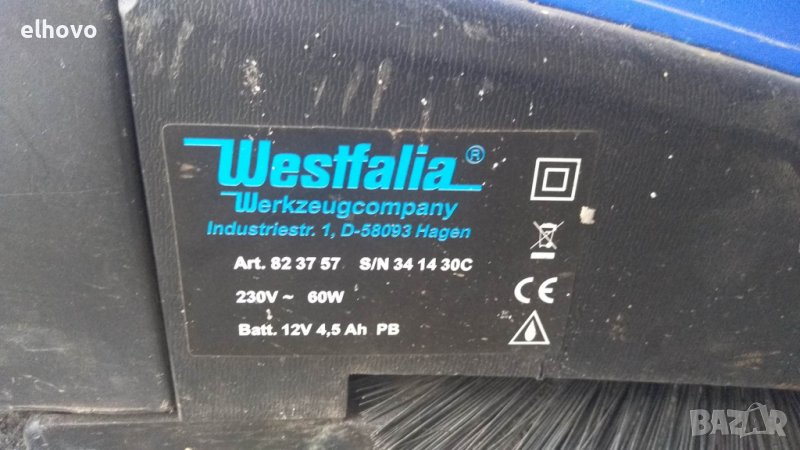 elhovo
Westfalia®
Werkzeugcompany
Industriestr. 1, D-58093 Hagen
Art. 82 37 57 S/N 34 14 30C
230V ~ 60W
Batt. 12V 4,5 Ah PB
CE
BAZAR